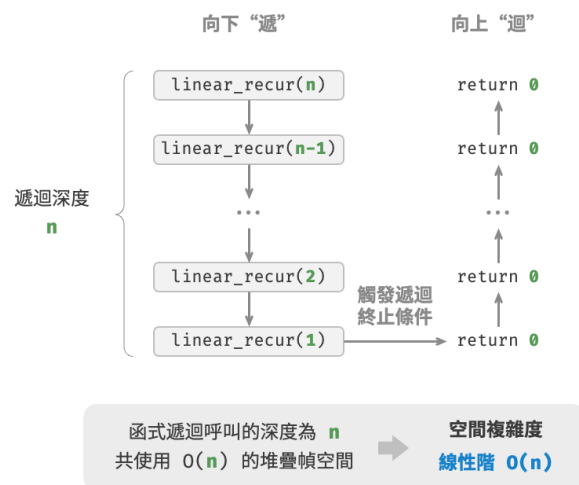 向下“遞”
向上“迴”
linear_recur(n)
return 0
linear_recur(n-1)
return 0
遞迴深度
n
...
...
linear_recur(2)
return 0
觸發遞迴
終止條件
linear_recur(1)
return 0
函式遞迴呼叫的深度為 n
共使用 O(n) 的堆疊幀空間
空間複雜度
線性階 O(n)